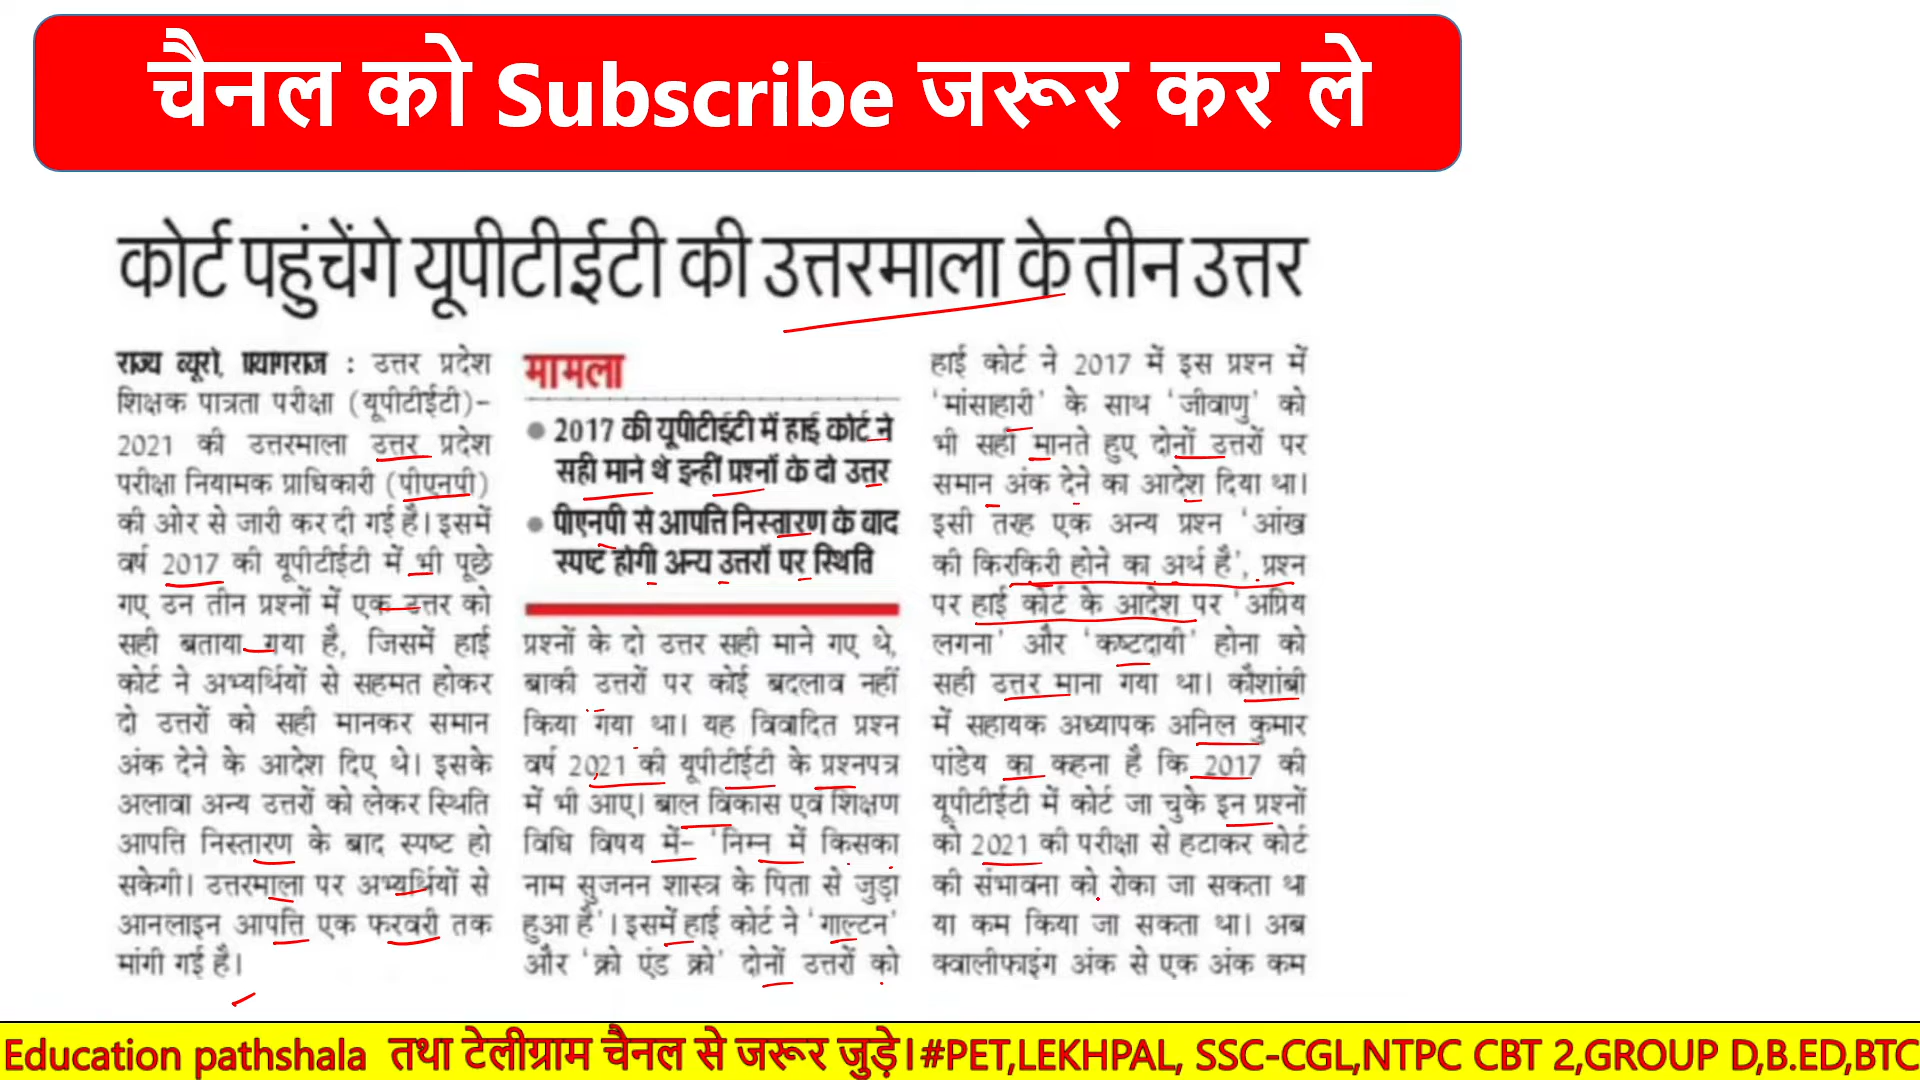 चैनल को Subscribe जरूर कर ले
कोर्ट पहुंचेंगे यूपीटीईटी की उत्तरमाला के तीन उत्तर
राज्य ब्यूरो, प्रयागराज : उत्तर प्रदेश
शिक्षक पात्रता परीक्षा (यूपीटीईटी)-
2021 की उत्तरमाला उत्तर प्रदेश
परीक्षा नियामक प्राधिकारी (पीएनपी)
की ओर से जारी कर दी गई है। इसमें
वर्ष 2017 की यूपीटीईटी में भी पूछे
गए उन तीन प्रश्नों में एक उत्तर को
सही बताया गया है, जिसमें हाई
कोर्ट ने अभ्यर्थियों से सहमत होकर
दो उत्तरों को सही मानकर समान
अंक देने के आदेश दिए थे। इसके
अलावा अन्य उत्तरों को लेकर स्थिति
आपत्ति निस्तारण के बाद स्पष्ट हो
सकेगी। उत्तरमाला पर अभ्यर्थियों से
आनलाइन आपत्ति एक फरवरी तक
मांगी गई है।
मामला
● 2017 की यूपीटीईटी में हाई कोर्ट ने
सही माने थे इन्हीं प्रश्नों के दो उत्तर
● पीएनपी से आपत्ति निस्तारण के बाद
स्पष्ट होगी अन्य उत्तरों पर स्थिति
प्रश्नों के दो उत्तर सही माने गए थे,
बाकी उत्तरों पर कोई बदलाव नहीं
किया गया था। यह विवादित प्रश्न
वर्ष 2021 की यूपीटीईटी के प्रश्नपत्र
में भी आए। बाल विकास एवं शिक्षण
विधि विषय में- 'निम्न में किसका
नाम सुजनन शास्त्र के पिता से जुड़ा
हुआ है'। इसमें हाई कोर्ट ने 'गाल्टन'
और 'क्रो एंड क्रो' दोनों उत्तरों को
हाई कोर्ट ने 2017 में इस प्रश्न में
'मांसाहारी' के साथ 'जीवाणु' को
भी सही मानते हुए दोनों उत्तरों पर
समान अंक देने का आदेश दिया था।
इसी तरह एक अन्य प्रश्न 'आंख
की किरकिरी होने का अर्थ है', प्रश्न
पर हाई कोर्ट के आदेश पर 'अप्रिय
लगना' और 'कष्टदायी' होना को
सही उत्तर माना गया था। कौशांबी
में सहायक अध्यापक अनिल कुमार
पांडेय का कहना है कि 2017 की
यूपीटीईटी में कोर्ट जा चुके इन प्रश्नों
को 2021 की परीक्षा से हटाकर कोर्ट
की संभावना को रोका जा सकता था
या कम किया जा सकता था। अब
क्वालीफाइंग अंक से एक अंक कम
Education pathshala तथा टेलीग्राम चैनल से जरूर जुड़े।#PET,LEKHPAL, SSC-CGL,NTPC CBT 2,GROUP D,B.ED,BTC